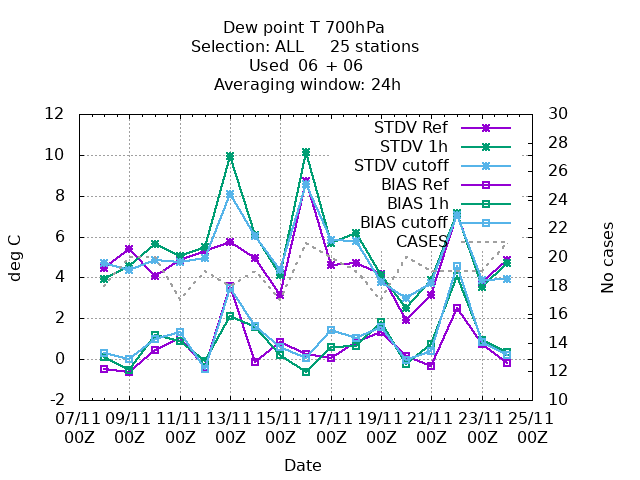 Dew point T 700hPa
Selection: ALL 25 stations
Used 06 + 06
Averaging window: 24h
12 30
10 28
8 26
6 24
4 22
2 20
0 18
-2 16
14
12
10
STDV Ref
STDV 1h
STDV cutoff
BIAS Ref
BIAS 1h
BIAS cutoff
CASES
deg C
No cases
07/11 09/11 11/11 13/11 15/11 17/11 19/11 21/11 23/11 25/11
00Z 00Z 00Z 00Z 00Z 00Z 00Z 00Z 00Z 00Z
Date